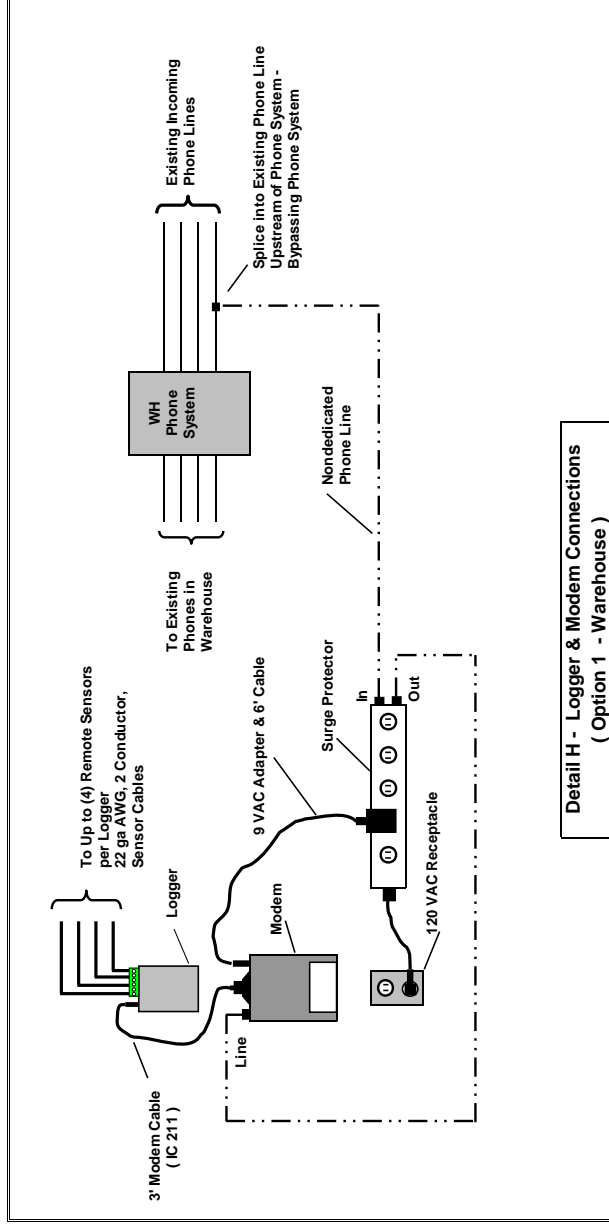 To Up to (4) Remote Sensors
per Logger
22 ga AWG, 2 Conductor,
Sensor Cables
Logger
3' Modem Cable
( IC 211 )
Line
Modem
9 VAC Adapter & 6' Cable
Surge Protector
In
Out
120 VAC Receptacle
To Existing
Phones in
Warehouse
WH
Phone
System
Existing Incoming
Phone Lines
Splice into Existing Phone Line
Upstream of Phone System -
Bypassing Phone System
Nondedicated
Phone Line
Detail H - Logger & Modem Connections
( Option 1 - Warehouse )